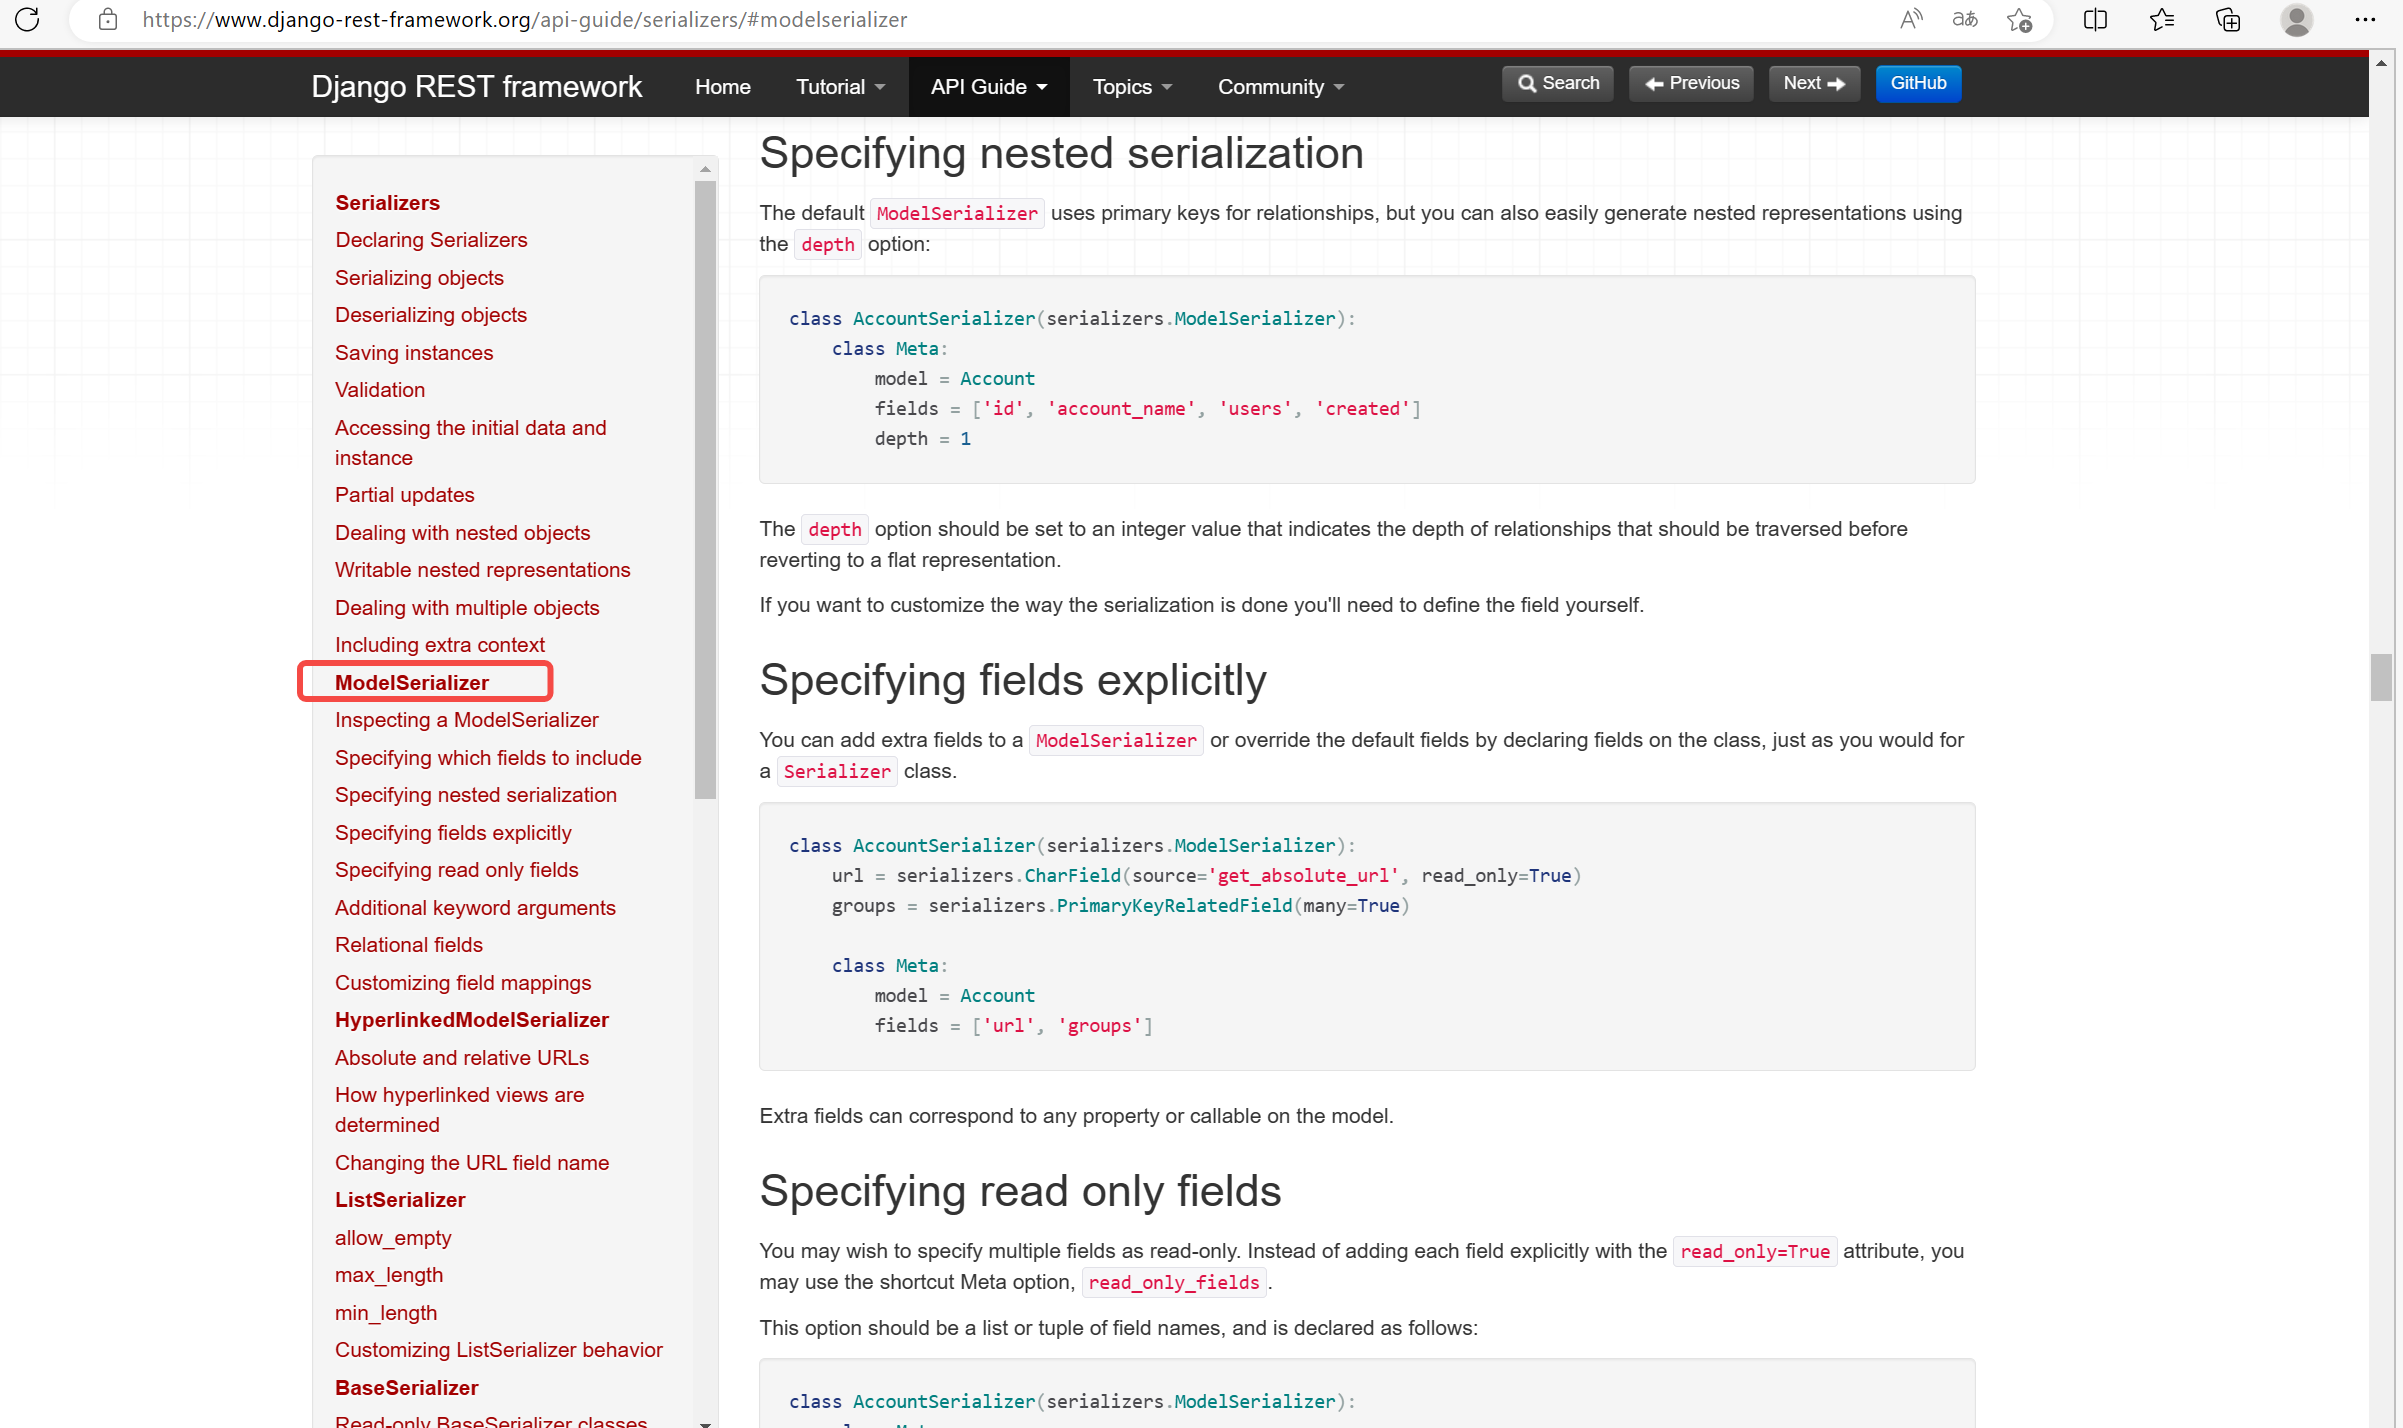 https://www.django-rest-framework.org/api-guide/serializers/#modelserializer
Django REST framework Home Tutorial API Guide Topics Community Search Previous Next GitHub
Serializers
Declaring Serializers
Serializing objects
Deserializing objects
Saving instances
Validation
Accessing the initial data and
instance
Partial updates
Dealing with nested objects
Writable nested representations
Dealing with multiple objects
Including extra context
ModelSerializer
Inspecting a ModelSerializer
Specifying which fields to include
Specifying nested serialization
Specifying fields explicitly
Specifying read only fields
Additional keyword arguments
Relational fields
Customizing field mappings
HyperlinkedModelSerializer
Absolute and relative URLs
How hyperlinked views are
determined
Changing the URL field name
ListSerializer
allow_empty
max_length
min_length
Customizing ListSerializer behavior
BaseSerializer
Read-only BaseSerializer classes
Specifying nested serialization
The default ModelSerializer uses primary keys for relationships, but you can also easily generate nested representations using
the depth option:
class AccountSerializer(serializers.ModelSerializer):
    class Meta:
        model = Account
        fields = ['id', 'account_name', 'users', 'created']
        depth = 1
The depth option should be set to an integer value that indicates the depth of relationships that should be traversed before
reverting to a flat representation.
If you want to customize the way the serialization is done you'll need to define the field yourself.
Specifying fields explicitly
You can add extra fields to a ModelSerializer or override the default fields by declaring fields on the class, just as you would for
a Serializer class.
class AccountSerializer(serializers.ModelSerializer):
    url = serializers.CharField(source='get_absolute_url', read_only=True)
    groups = serializers.PrimaryKeyRelatedField(many=True)
    class Meta:
        model = Account
        fields = ['url', 'groups']
Extra fields can correspond to any property or callable on the model.
Specifying read only fields
You may wish to specify multiple fields as read-only. Instead of adding each field explicitly with the read_only=True attribute, you
may use the shortcut Meta option, read_only_fields.
This option should be a list or tuple of field names, and is declared as follows:
class AccountSerializer(serializers.ModelSerializer):